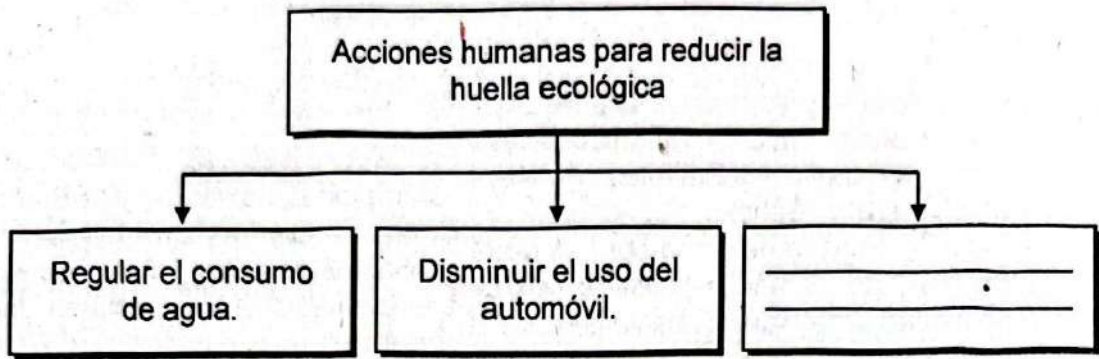 Acciones humanas para reducir la
huella ecológica
Regular el consumo
de agua.
Disminuir el uso del
automóvil.